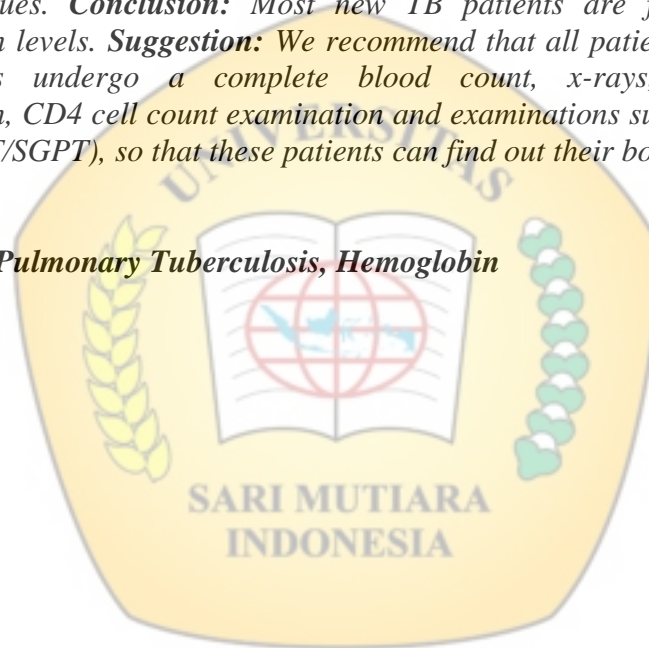 ues. Conclusion: Most new TB patients are f
n levels. Suggestion: We recommend that all patie
s undergo a complete blood count, x-rays,
n, CD4 cell count examination and examinations su
T/SGPT), so that these patients can find out their bo
Pulmonary Tuberculosis, Hemoglobin
UNIVERSITAS
SARI MUTIARA
INDONESIA